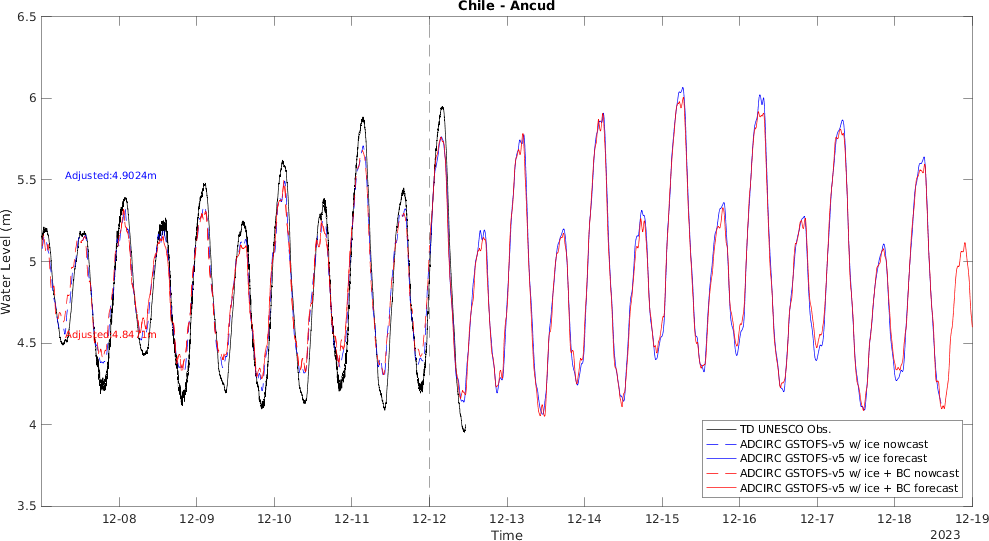 Chile - Ancud
6.5
6
5.5
5
4.5
4
3.5
Water Level (m)
Adjusted:4.9024m
Adjusted:4.8471m
TD UNESCO Obs.
ADCIRC GSTOFS-v5 w/ ice nowcast
ADCIRC GSTOFS-v5 w/ ice forecast
ADCIRC GSTOFS-v5 w/ ice + BC nowcast
ADCIRC GSTOFS-v5 w/ ice + BC forecast
12-08 12-09 12-10 12-11 12-12 12-13 12-14 12-15 12-16 12-17 12-18 12-19
Time
2023